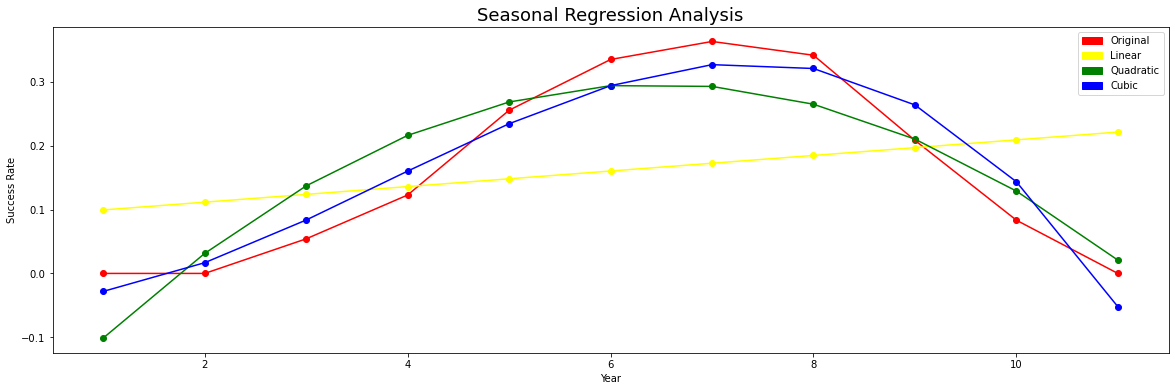 Seasonal Regression Analysis
Original
Linear
Quadratic
Cubic
Success Rate
0.3
0.2
0.1
0.0
−0.1
2
4
6
8
10
Year